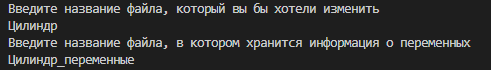 Введите название файла, который вы бы хотели изменить
Цилиндр
Введите название файла, в котором хранится информация о переменных
Цилиндр_переменные